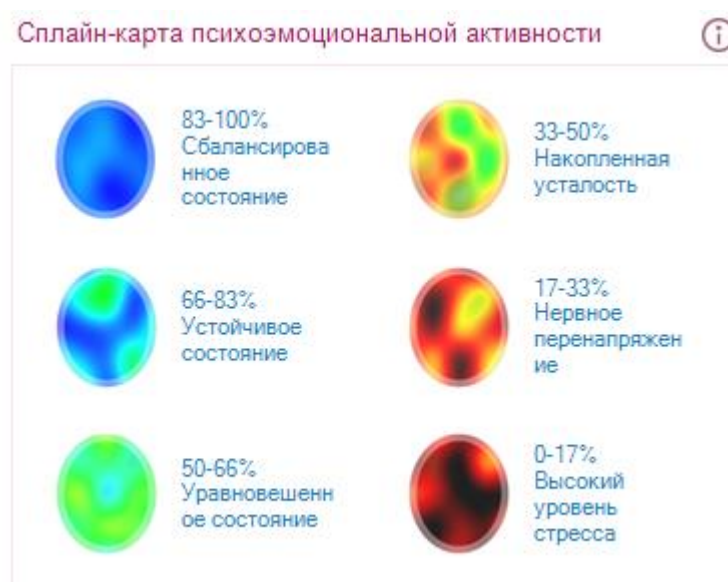 Сплайн-карта психоэмоциональной активности
83-100%
Сбалансирова
нное
состояние
33-50%
Накопленная
усталость
66-83%
Устойчивое
состояние
17-33%
Нервное
перенапряжен
ие
50-66%
Уравновешенн
ое состояние
0-17%
Высокий
уровень
стресса